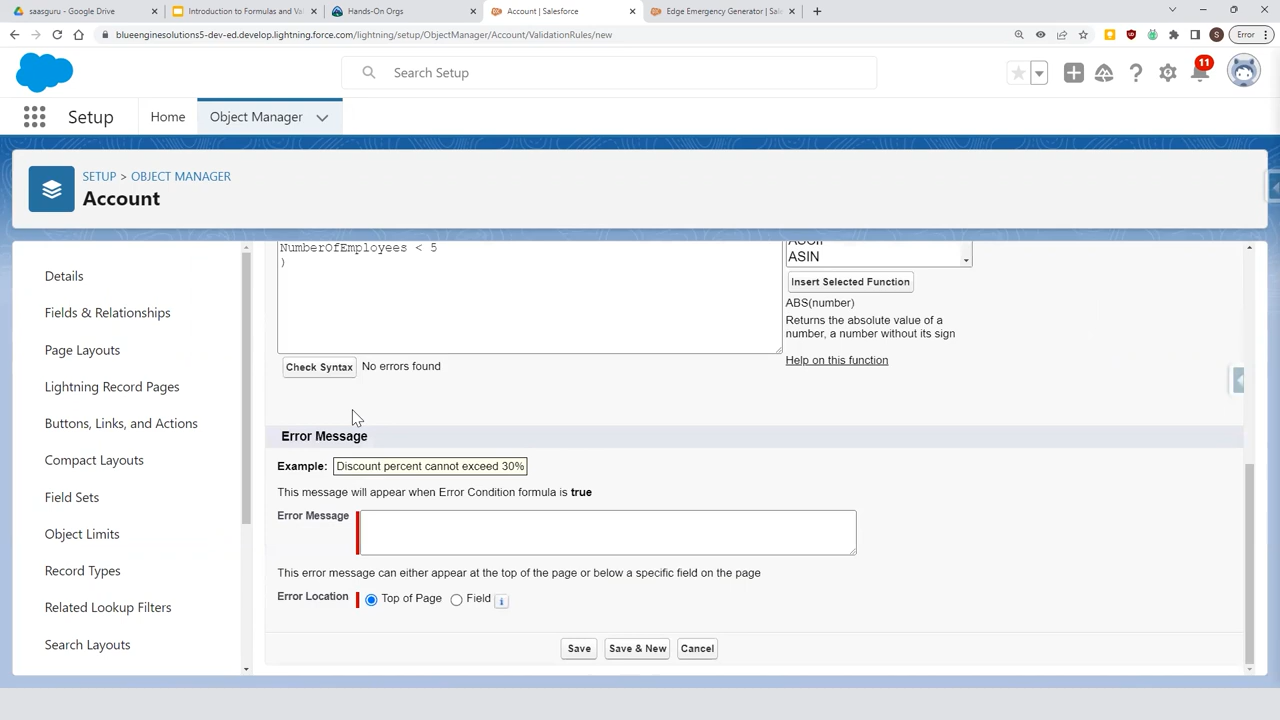 saasguru - Google Drive
Introduction to Formulas and Va
Hands-On Orgs
Account | Salesforce
Edge Emergency Generator | Sal
blueenginesolutions5-dev-ed.develop.lightning.force.com/lightning/setup/ObjectManager/Account/ValidationRules/new
Error
Search Setup
11
Setup
Home
Object Manager
SETUP > OBJECT MANAGER
Account
Details
Fields & Relationships
Page Layouts
Lightning Record Pages
Buttons, Links, and Actions
Compact Layouts
Field Sets
Object Limits
Record Types
Related Lookup Filters
Search Layouts
NumberOfEmployees < 5
)
ASIN
Insert Selected Function
ABS(number)
Returns the absolute value of a
number, a number without its sign
Help on this function
Check Syntax
No errors found
Error Message
Example: Discount percent cannot exceed 30%
This message will appear when Error Condition formula is true
Error Message
This error message can either appear at the top of the page or below a specific field on the page
Error Location
Top of Page
Field
Save
Save & New
Cancel